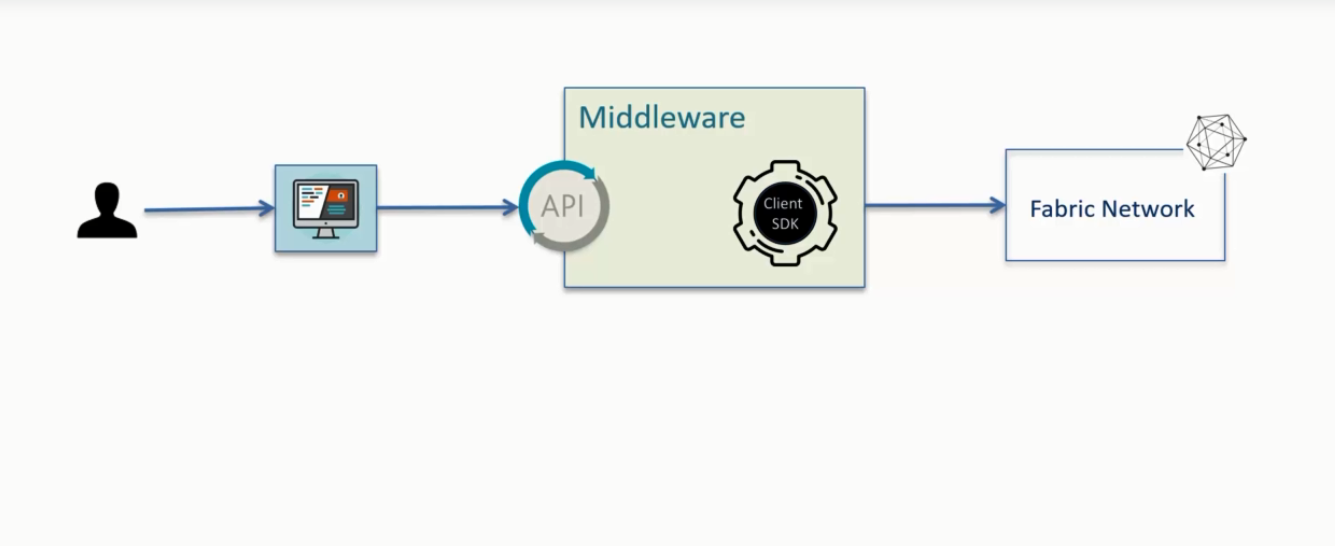 Middleware
API
Client
SDK
Fabric Network